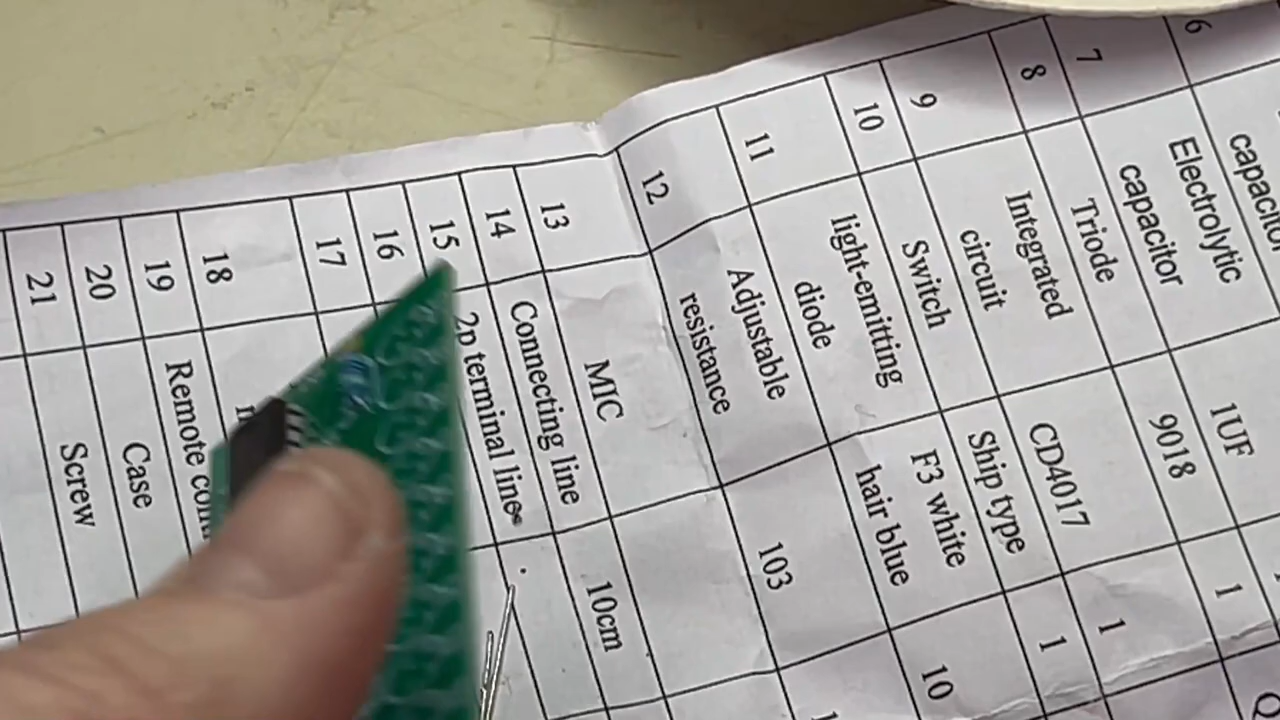 6
capacitor
7 Electrolytic 1UF
capacitor
8 Triode 9018 1
9 Integrated CD4017 1
circuit
10 Switch Ship type 1
11 light-emitting F3 white 10
diode hair blue
12 Adjustable 103
resistance
13 MIC
14 Connecting line 10cm
15 2p terminal line
16
17
18
19 Remote
20 Case
21 Screw